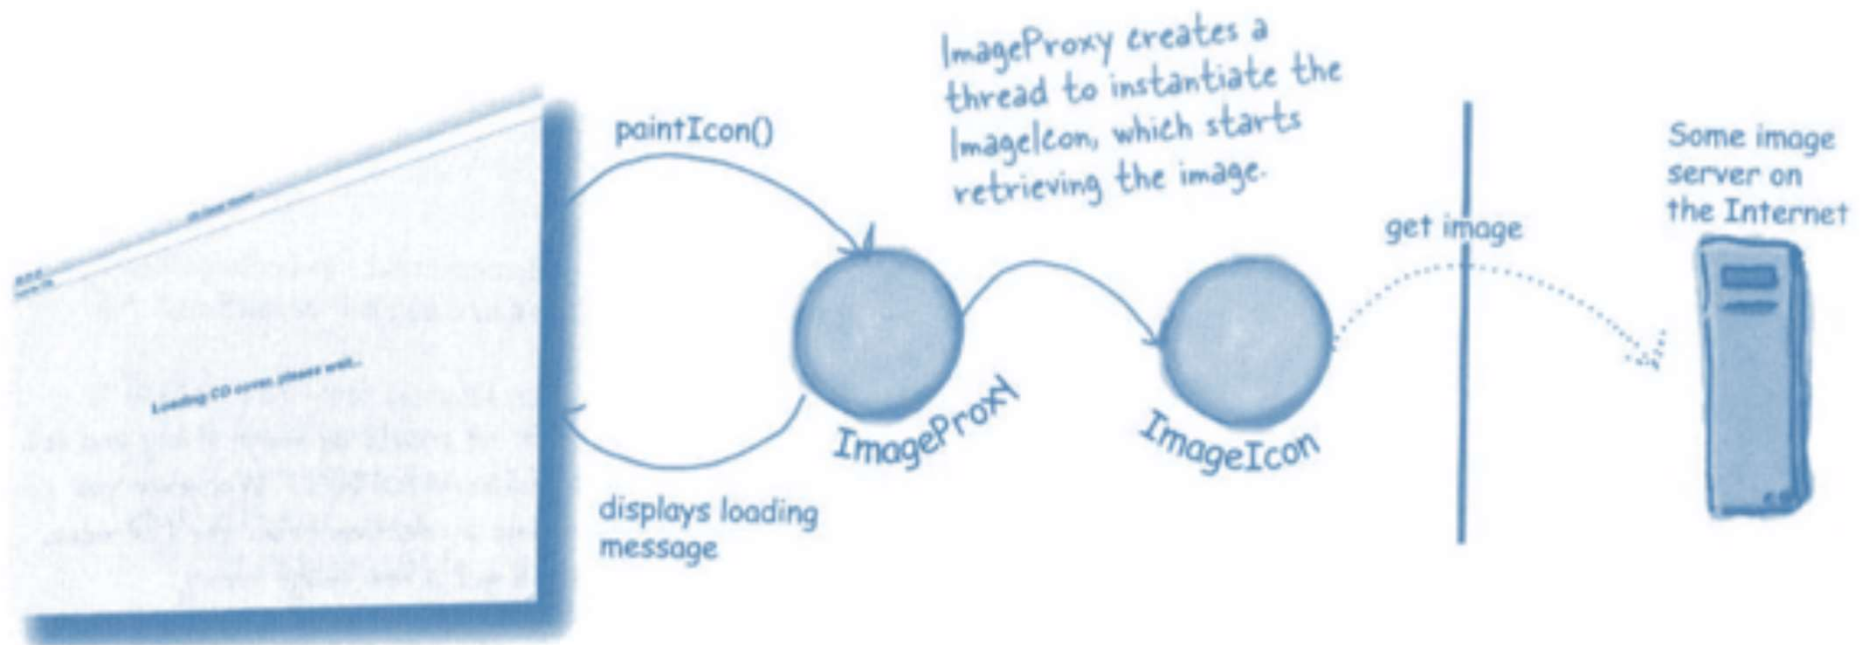 ImageProxy creates a
thread to instantiate the
ImageIcon, which starts
retrieving the image.
paintIcon()
Some image
server on
the Internet
get image
Loading CD cover, please wait...
ImageProxy
ImageIcon
displays loading
message